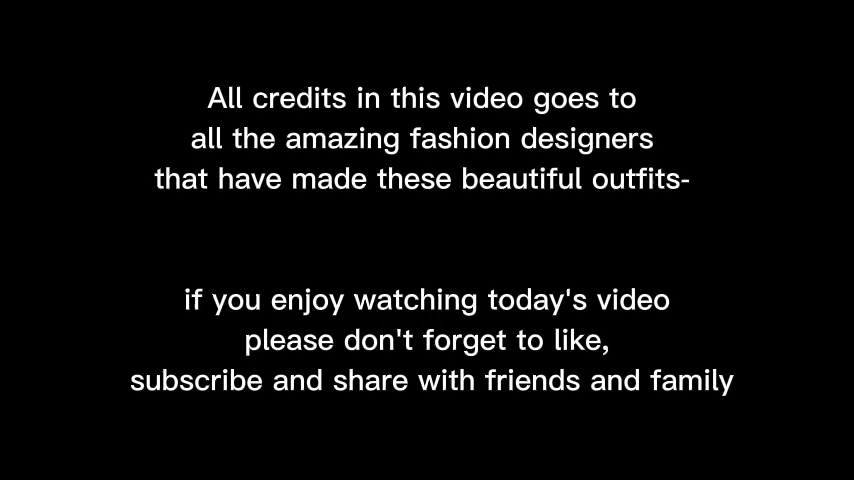 All credits in this video goes to
all the amazing fashion designers
that have made these beautiful outfits-
if you enjoy watching today's video
please don't forget to like,
subscribe and share with friends and family